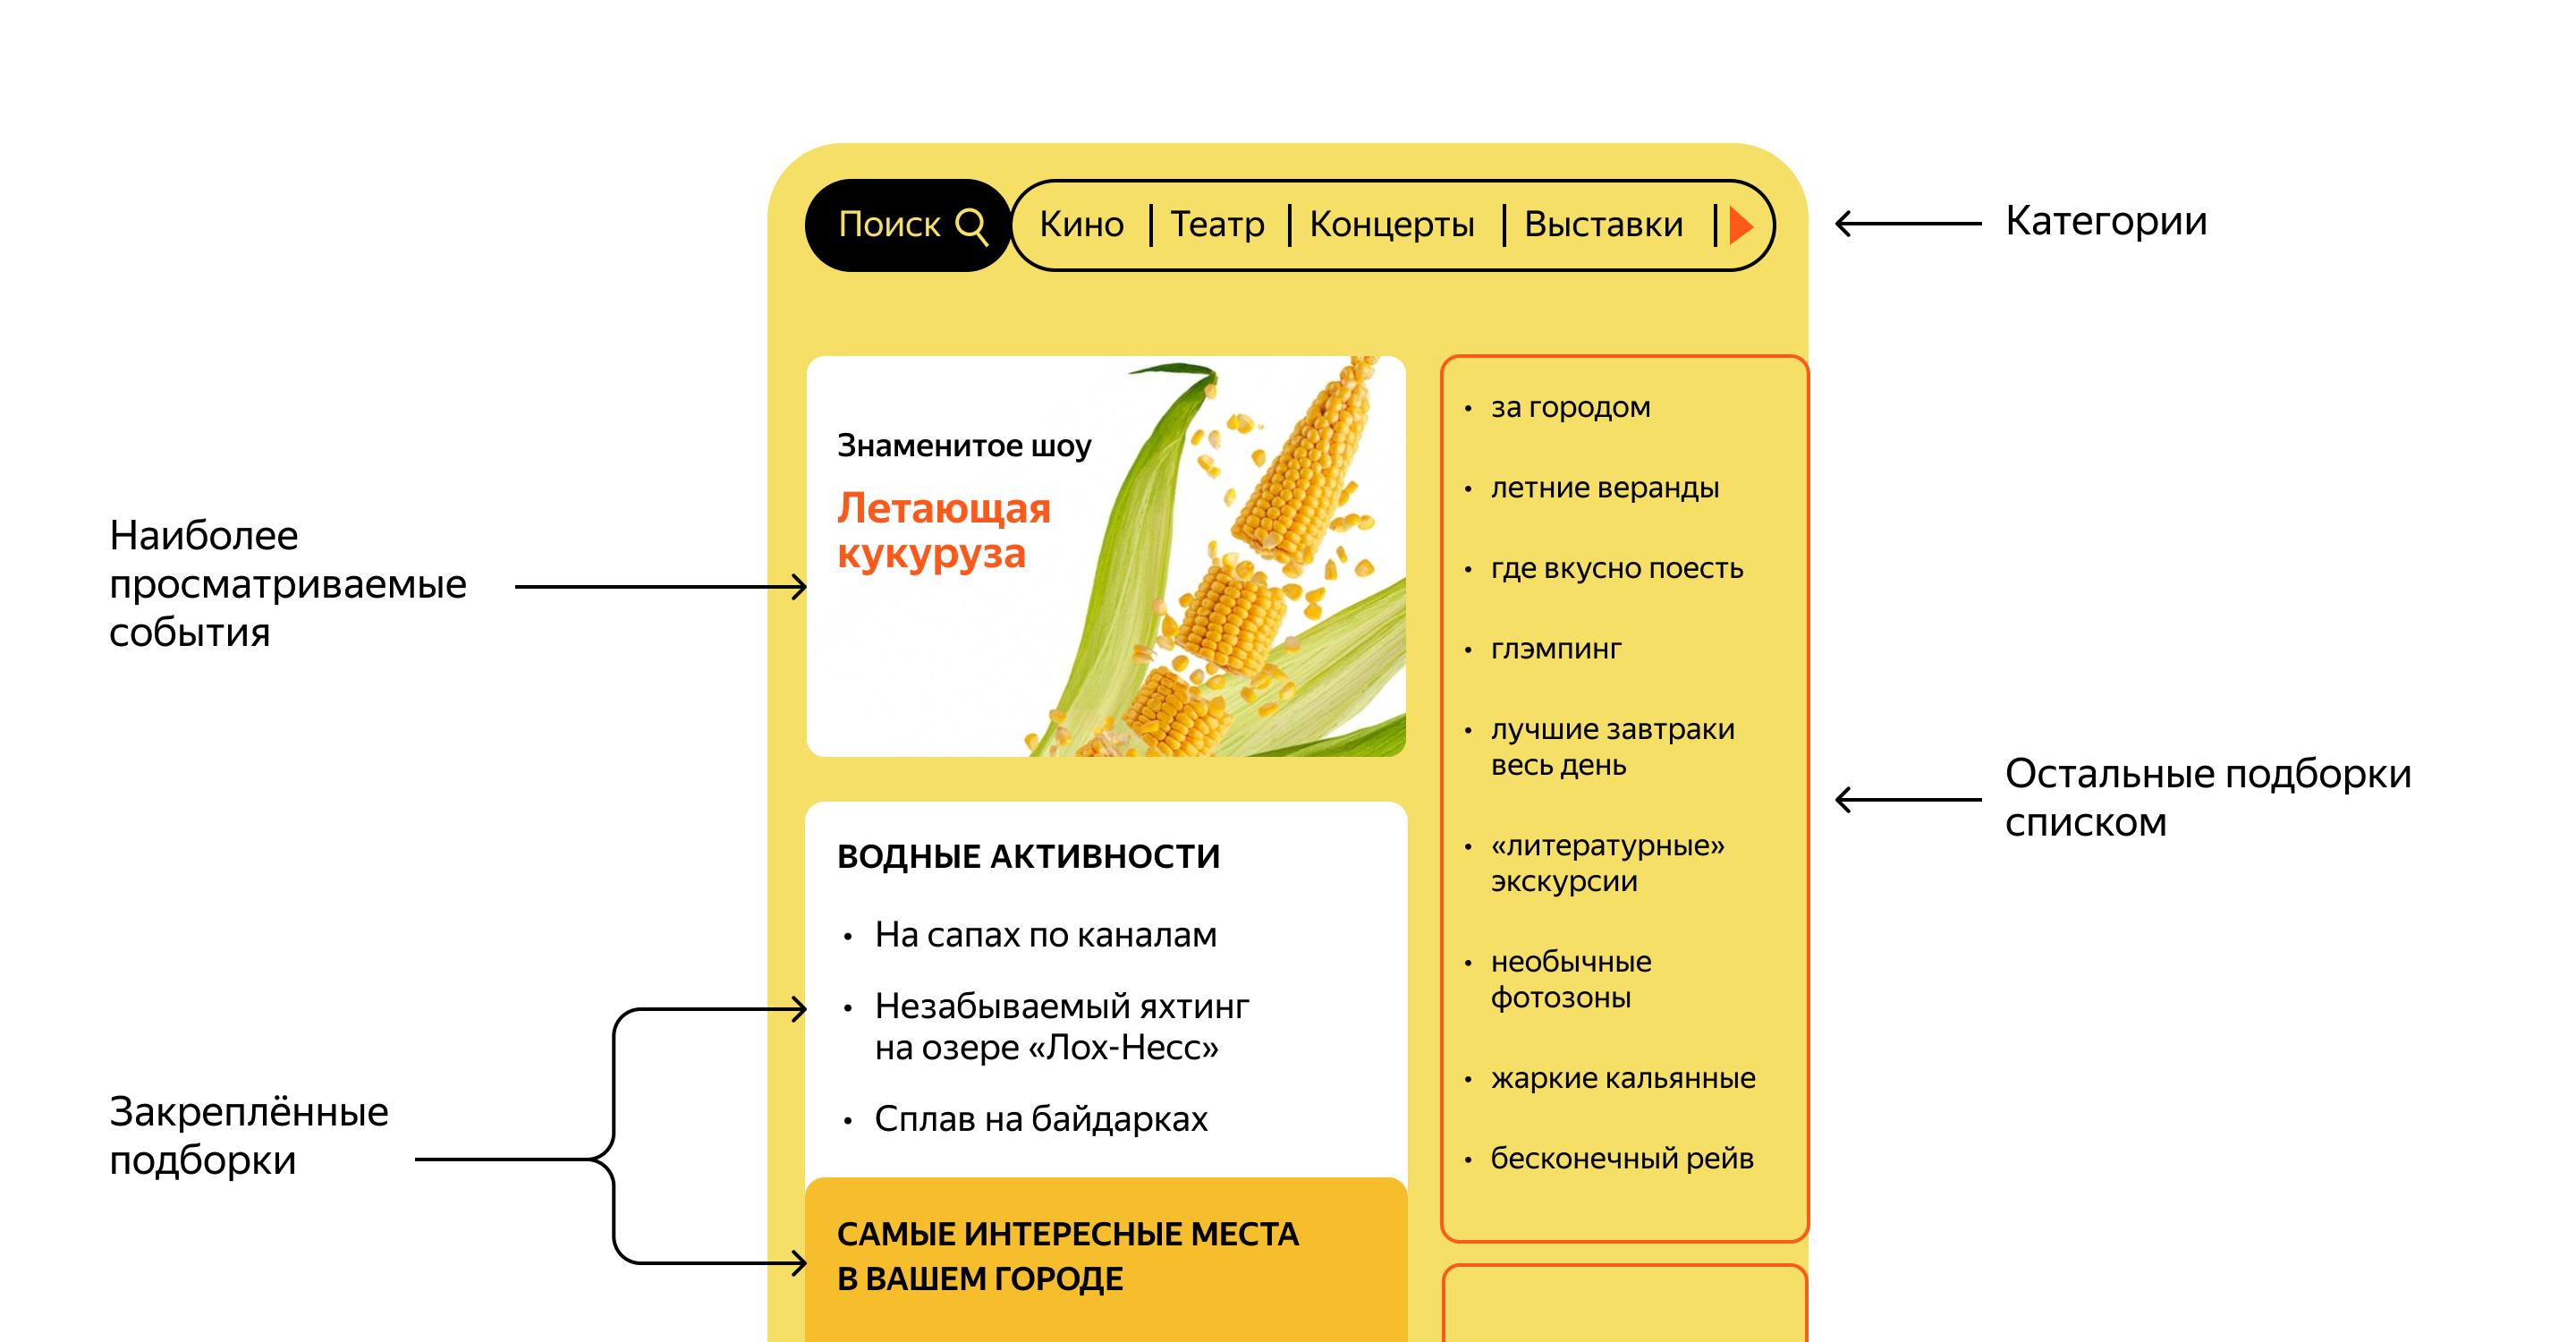 Поиск
Кино | Театр | Концерты | Выставки |
Категории
Знаменитое шоу
Летающая
кукуруза
Наиболее
просматриваемые
события
• за городом
• летние веранды
• где вкусно поесть
• глэмпинг
• лучшие завтраки
весь день
• «литературные»
экскурсии
• необычные
фотозоны
• жаркие кальянные
• бесконечный рейв
Остальные подборки
списком
ВОДНЫЕ АКТИВНОСТИ
• На сапах по каналам
• Незабываемый яхтинг
на озере «Лох-Несс»
• Сплав на байдарках
Закреплённые
подборки
САМЫЕ ИНТЕРЕСНЫЕ МЕСТА
В ВАШЕМ ГОРОДЕ